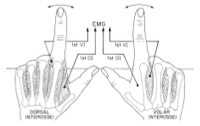 EMG
1st VI
1st VI
1st DI
1st DI
DORSAL
INTEROSSEI
VOLAR
INTEROSSEI